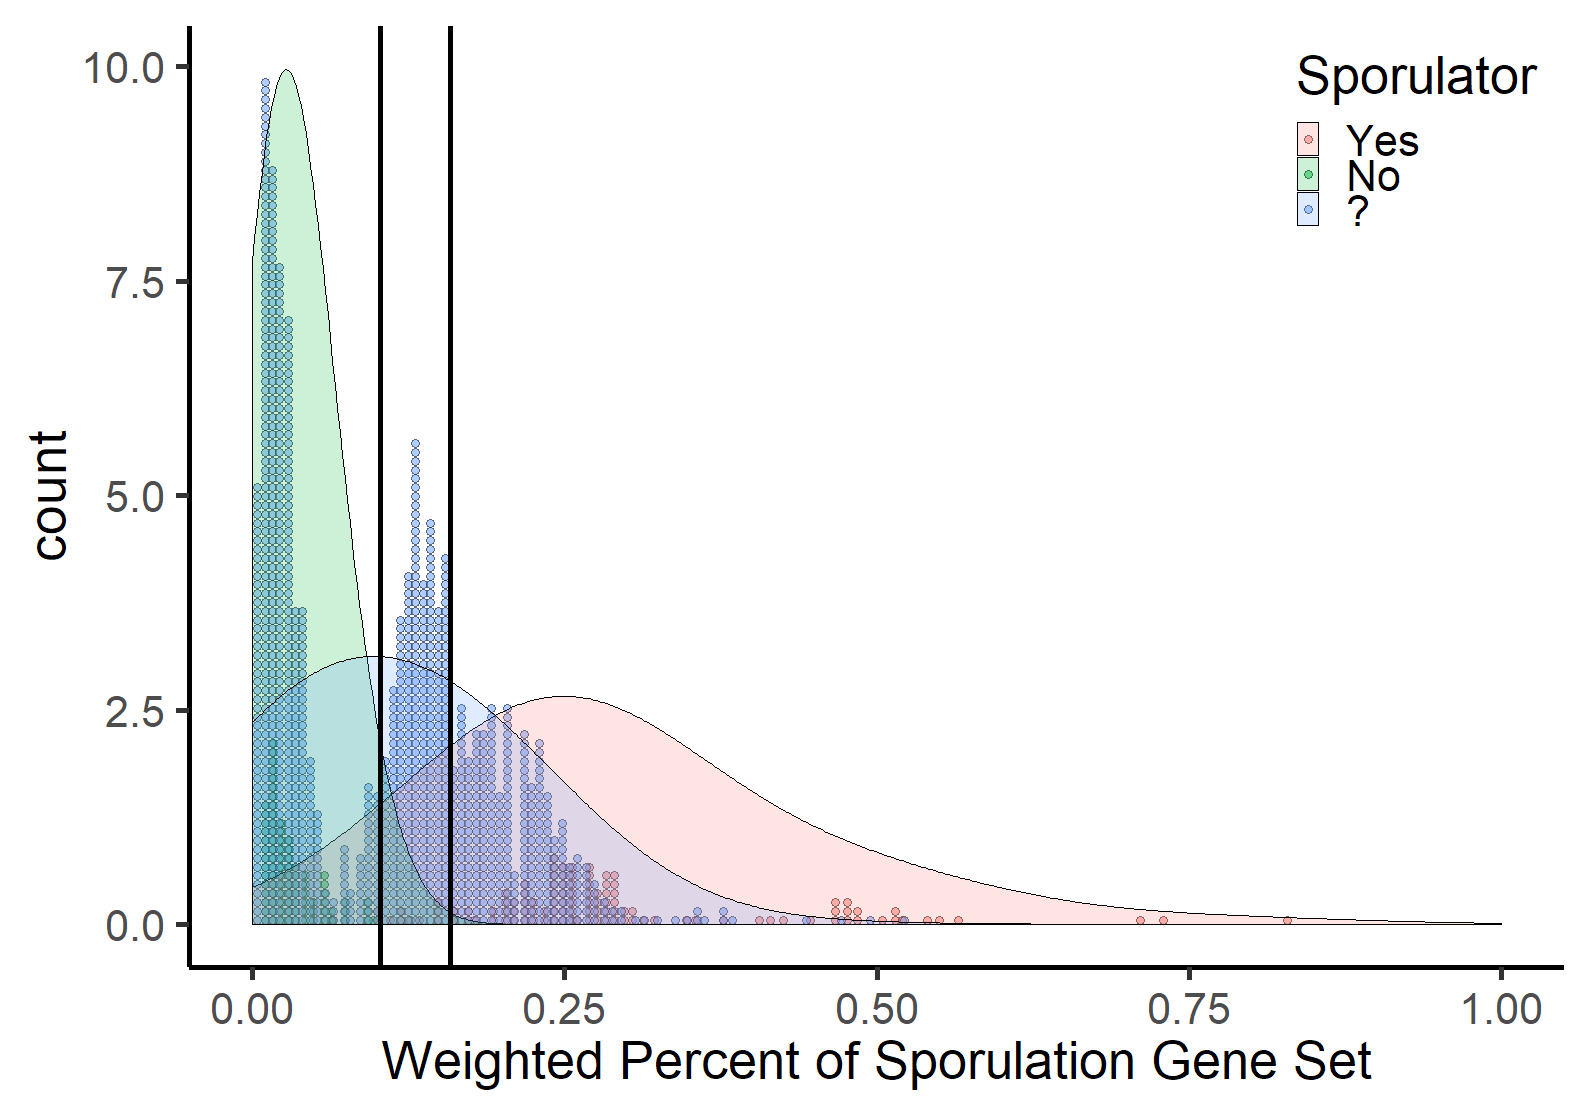 10.0
7.5
5.0
2.5
0.0
count
0.00 0.25 0.50 0.75 1.00
Weighted Percent of Sporulation Gene Set
Sporulator
Yes
No
?